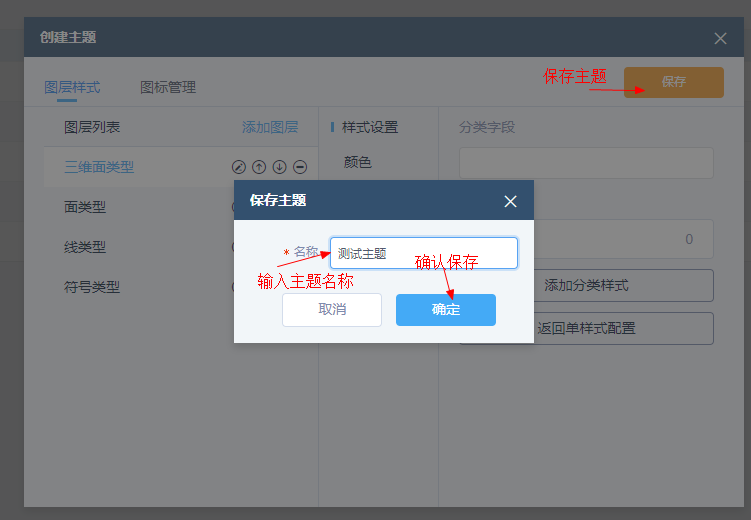 创建主题
图层样式
图标管理
保存主题
保存
图层列表
添加图层
样式设置
分类字段
三维面类型
颜色
面类型
线类型
符号类型
0
添加分类样式
返回单样式配置
保存主题
* 名称
测试主题
输入主题名称
确认保存
取消
确定